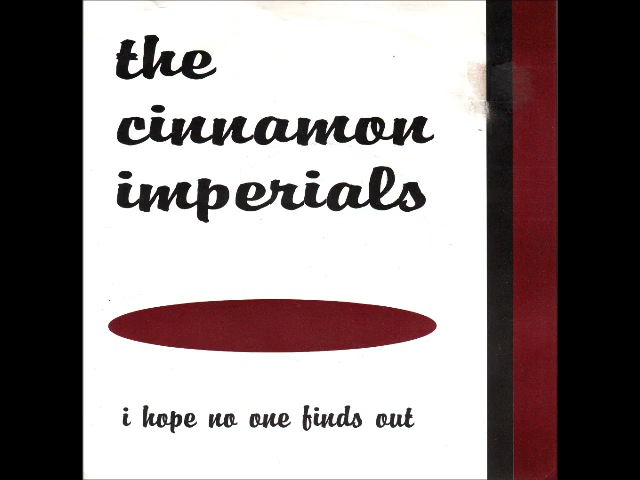 the
cinnamon
imperials
i hope no one finds out